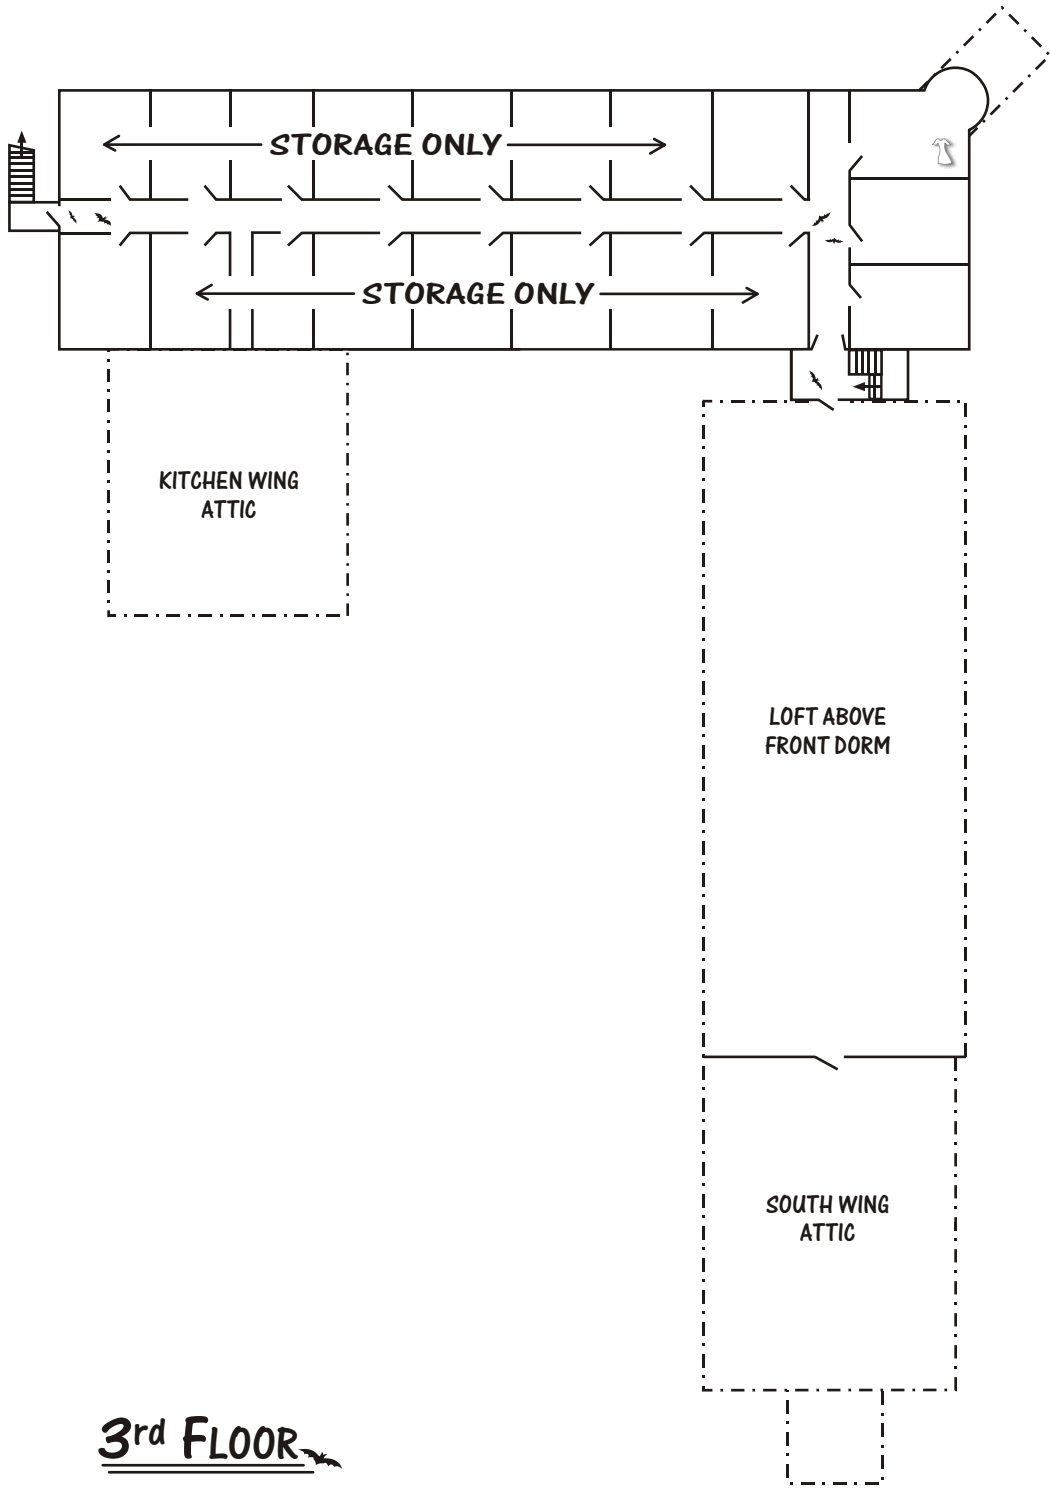 STORAGE ONLY
STORAGE ONLY
KITCHEN WING
ATTIC
LOFT ABOVE
FRONT DORM
SOUTH WING
ATTIC
3rd FLOOR